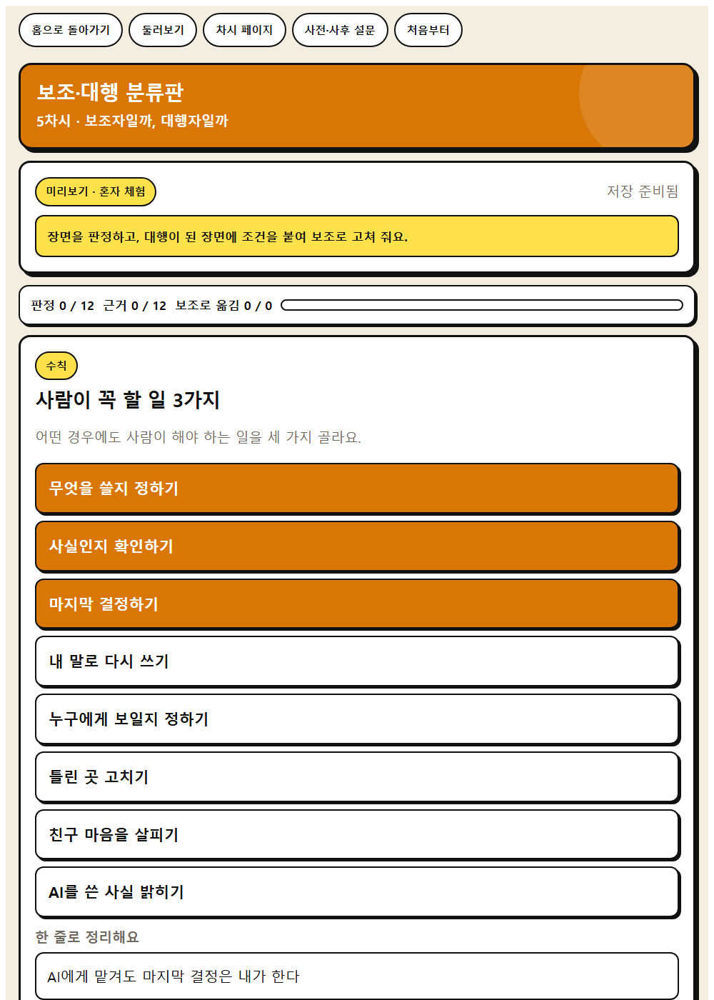 홈으로 돌아가기
둘러보기
차시 페이지
사전·사후 설문
처음부터
보조·대행 분류판
5차시 · 보조자일까, 대행자일까
미리보기 · 혼자 체험
저장 준비됨
장면을 판정하고, 대행이 된 장면에 조건을 붙여 보조로 고쳐 줘요.
판정 0 / 12 근거 0 / 12 보조로 옮김 0 / 0
수칙
사람이 꼭 할 일 3가지
어떤 경우에도 사람이 해야 하는 일을 세 가지 골라요.
무엇을 쓸지 정하기
사실인지 확인하기
마지막 결정하기
내 말로 다시 쓰기
누구에게 보일지 정하기
틀린 곳 고치기
친구 마음을 살피기
AI를 쓴 사실 밝히기
한 줄로 정리해요
AI에게 맡겨도 마지막 결정은 내가 한다